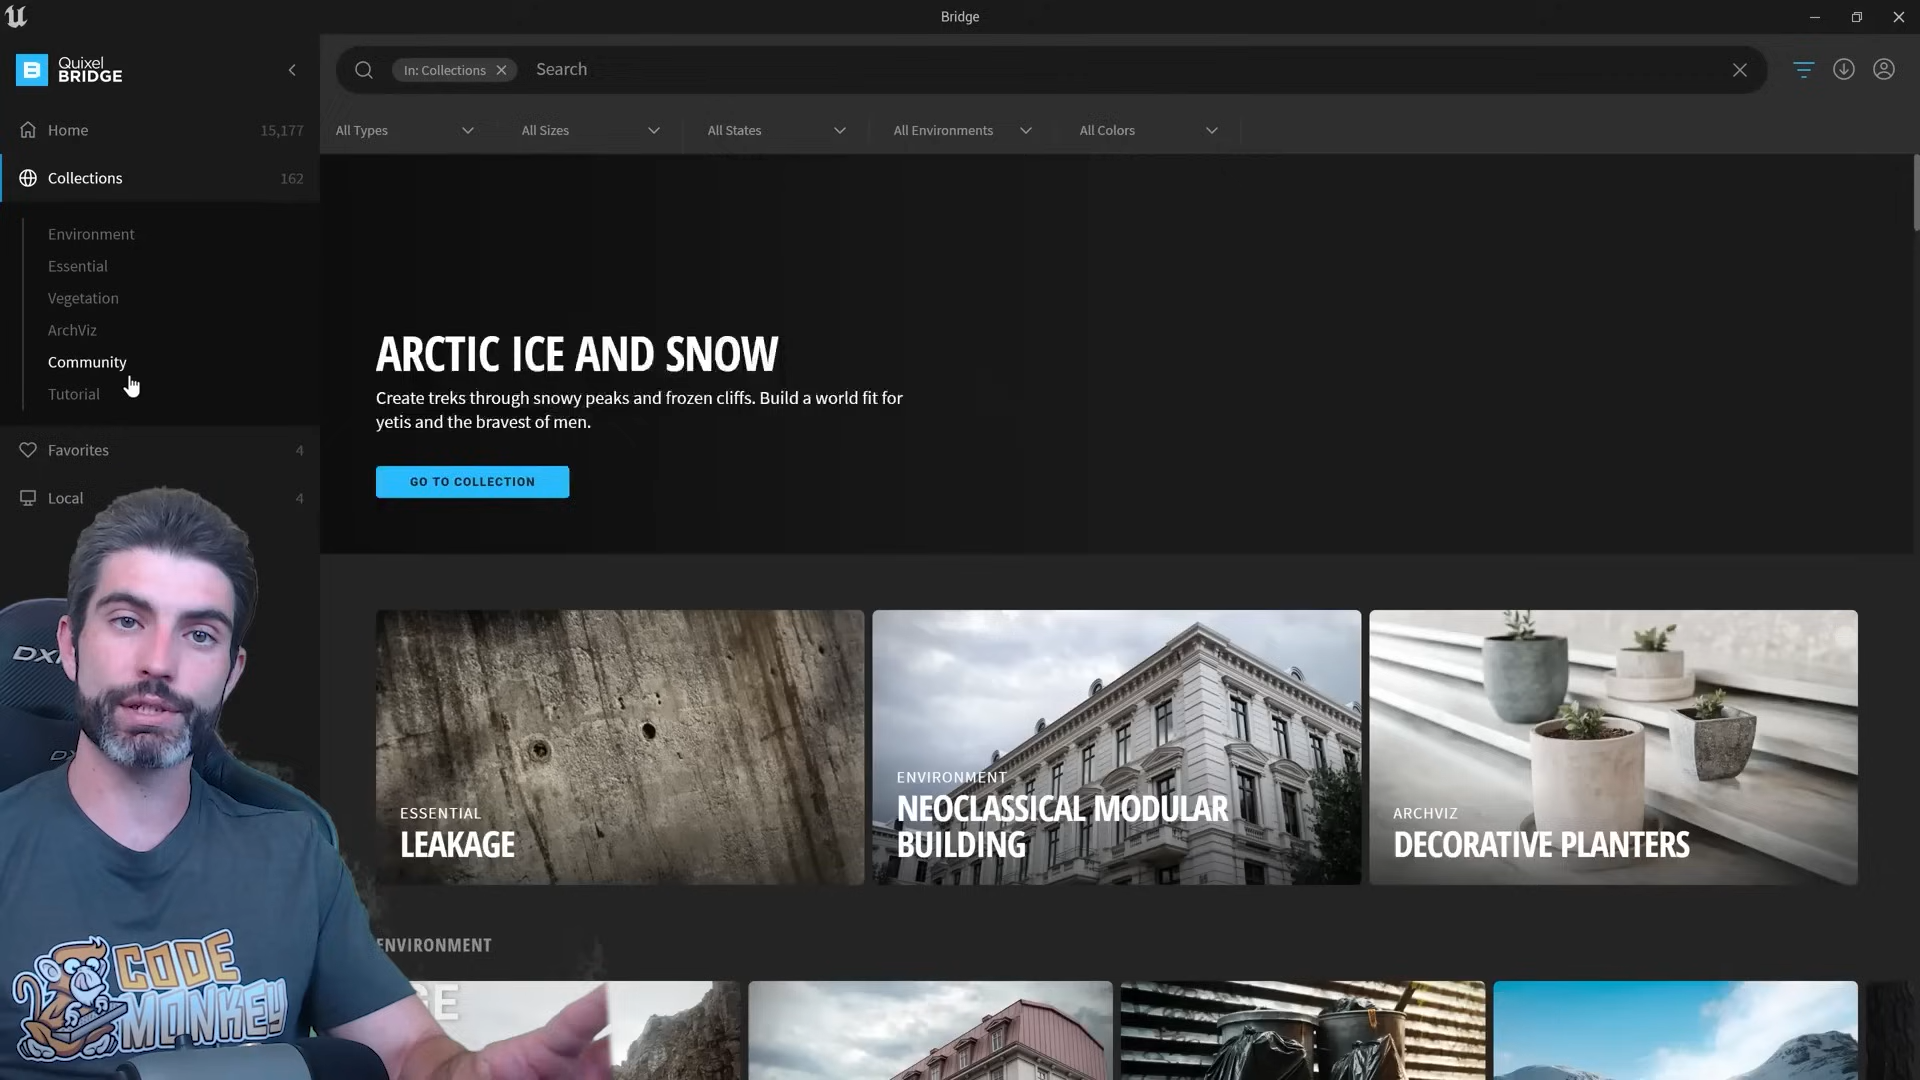 Bridge
Quixel
BRIDGE
In: Collections
Search
Home 15,177
All Types
All Sizes
All States
All Environments
All Colors
Collections 162
Environment
Essential
Vegetation
ArchViz
Community
Tutorial
Favorites 4
Local 4
ARCTIC ICE AND SNOW
Create treks through snowy peaks and frozen cliffs. Build a world fit for
yetis and the bravest of men.
GO TO COLLECTION
ESSENTIAL
LEAKAGE
ENVIRONMENT
NEOCLASSICAL MODULAR
BUILDING
ARCHVIZ
DECORATIVE PLANTERS
ENVIRONMENT
CODE
MONKEY